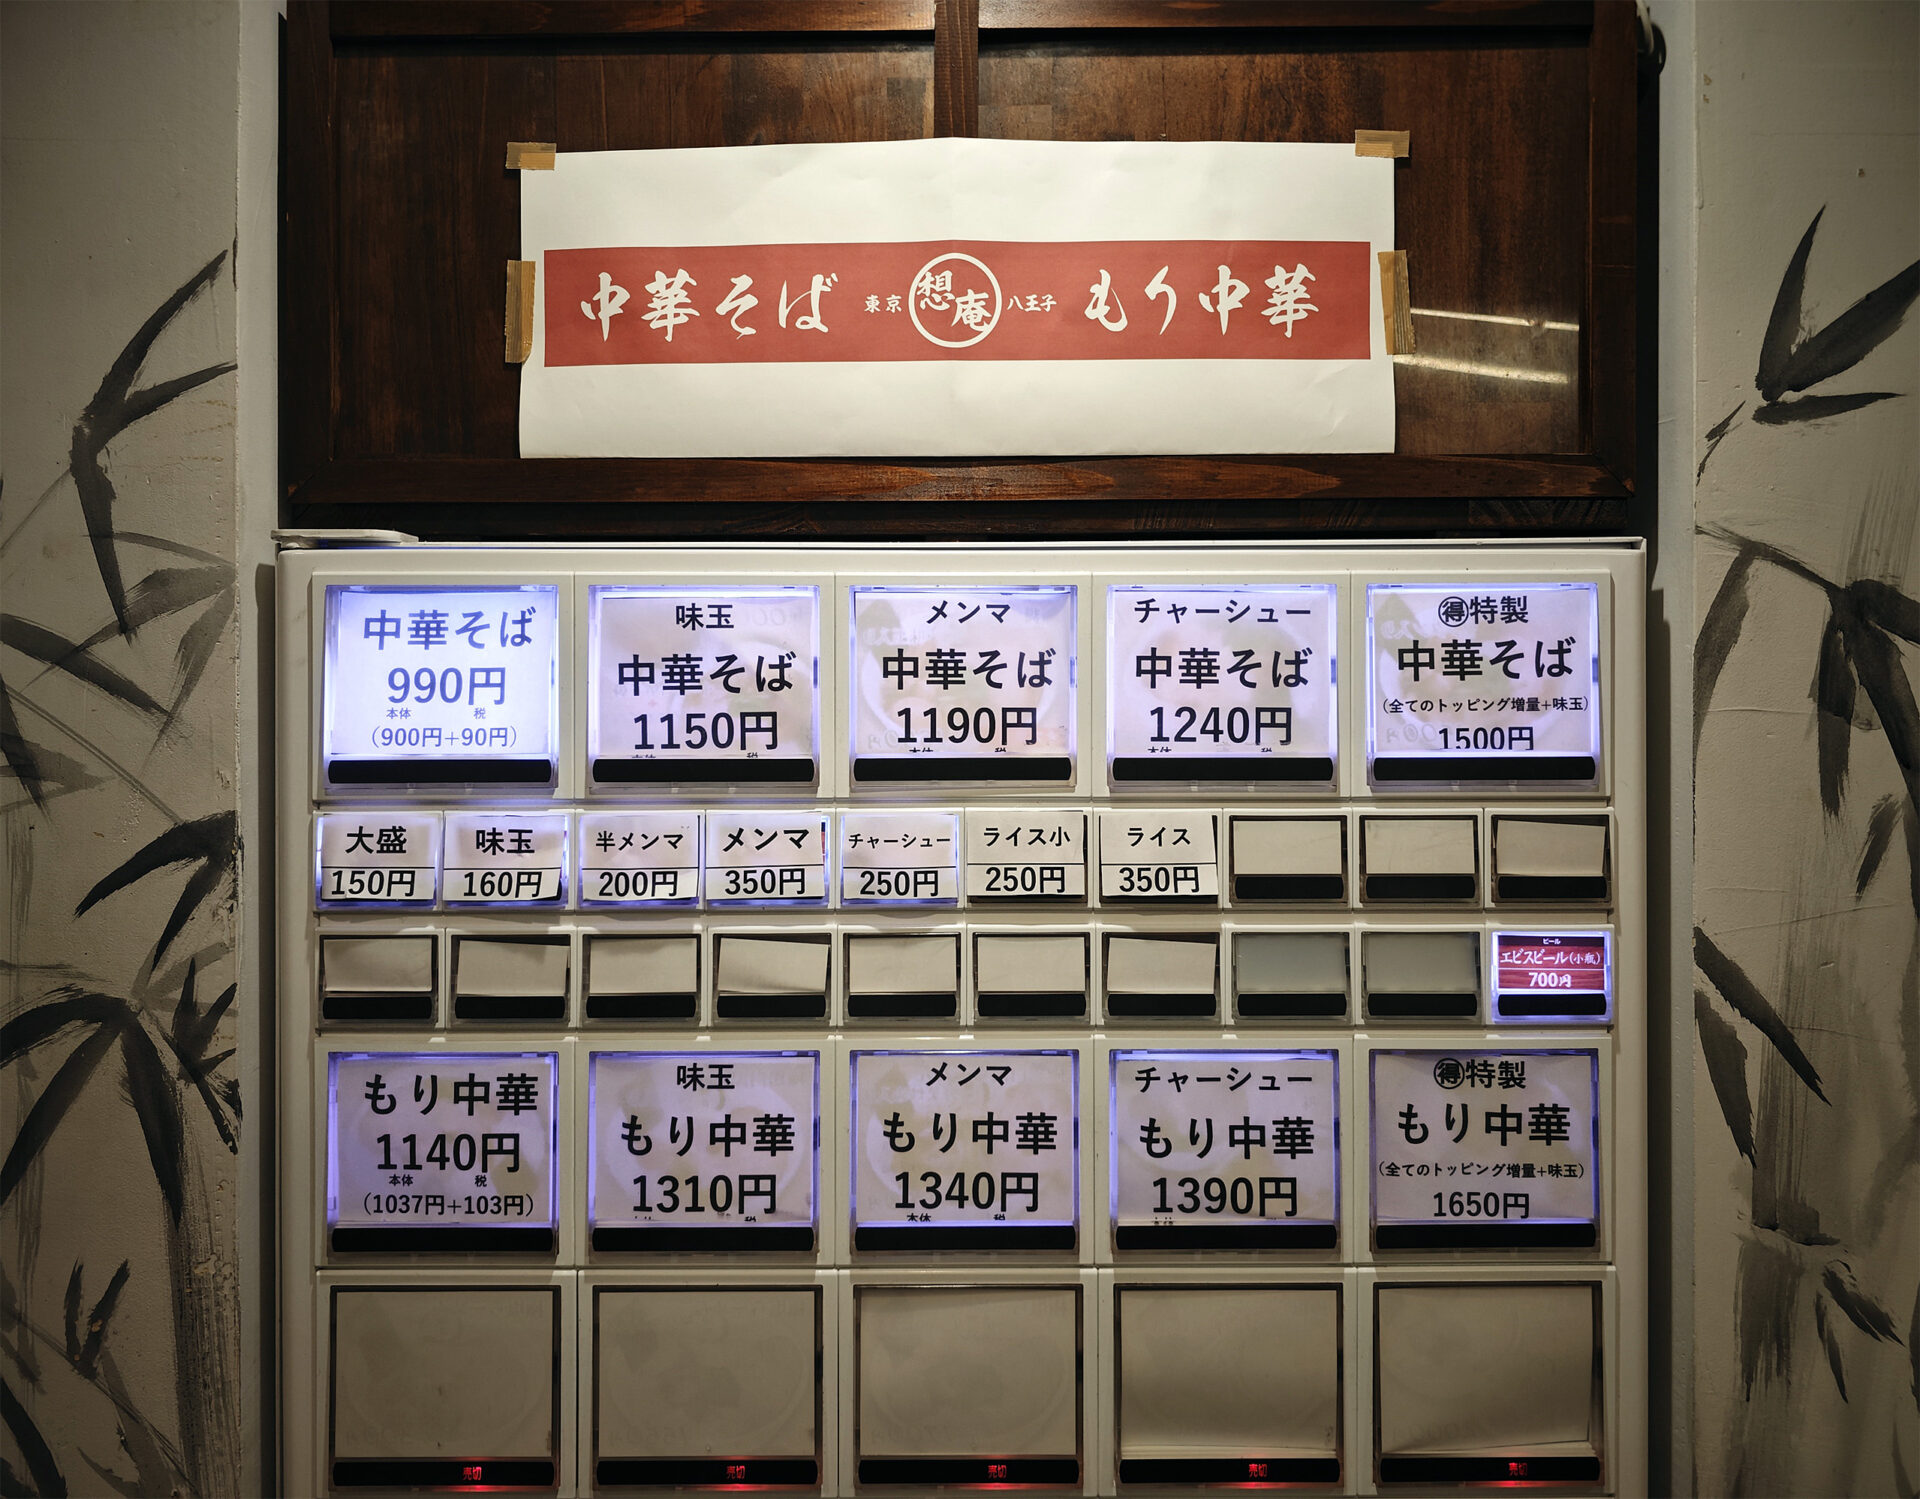 中華そば 東京 想庵 八王子 もり中華
中華そば
990円
本体 税
(900円+90円)
味玉
中華そば
1150円
メンマ
中華そば
1190円
本体 税
チャーシュー
中華そば
1240円
本体 税
㊕特製
中華そば
(全てのトッピング増量+味玉)
1500円
大盛
150円
味玉
160円
半メンマ
200円
メンマ
350円
チャーシュー
250円
ライス小
250円
ライス
350円
ビール
エビスビール(小瓶)
700円
もり中華
1140円
本体 税
(1037円+103円)
味玉
もり中華
1310円
メンマ
もり中華
1340円
本体 税
チャーシュー
もり中華
1390円
得特製
もり中華
(全てのトッピング増量+味玉)
1650円
売切
売切
売切
売切
売切